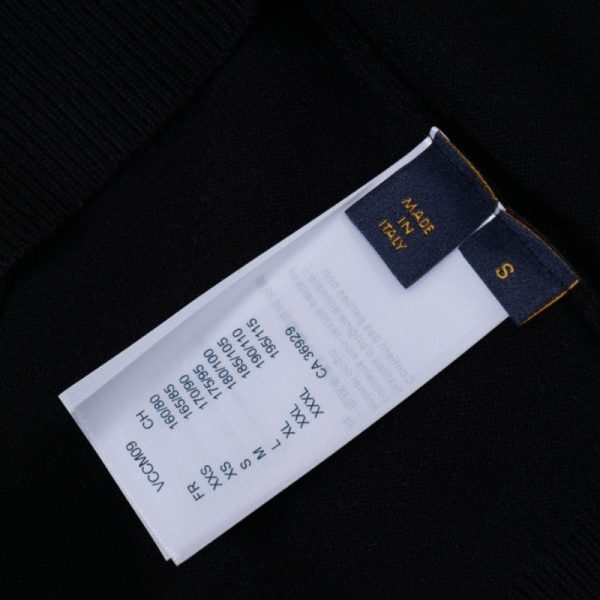 MADE
IN
ITALY
S
VCCM09
FR CH
XXS 160/80
XS 165/85
S 170/90
M 175/95
L 180/100
XL 185/105
XXL 190/110
XXXL 195/115
CA 36929